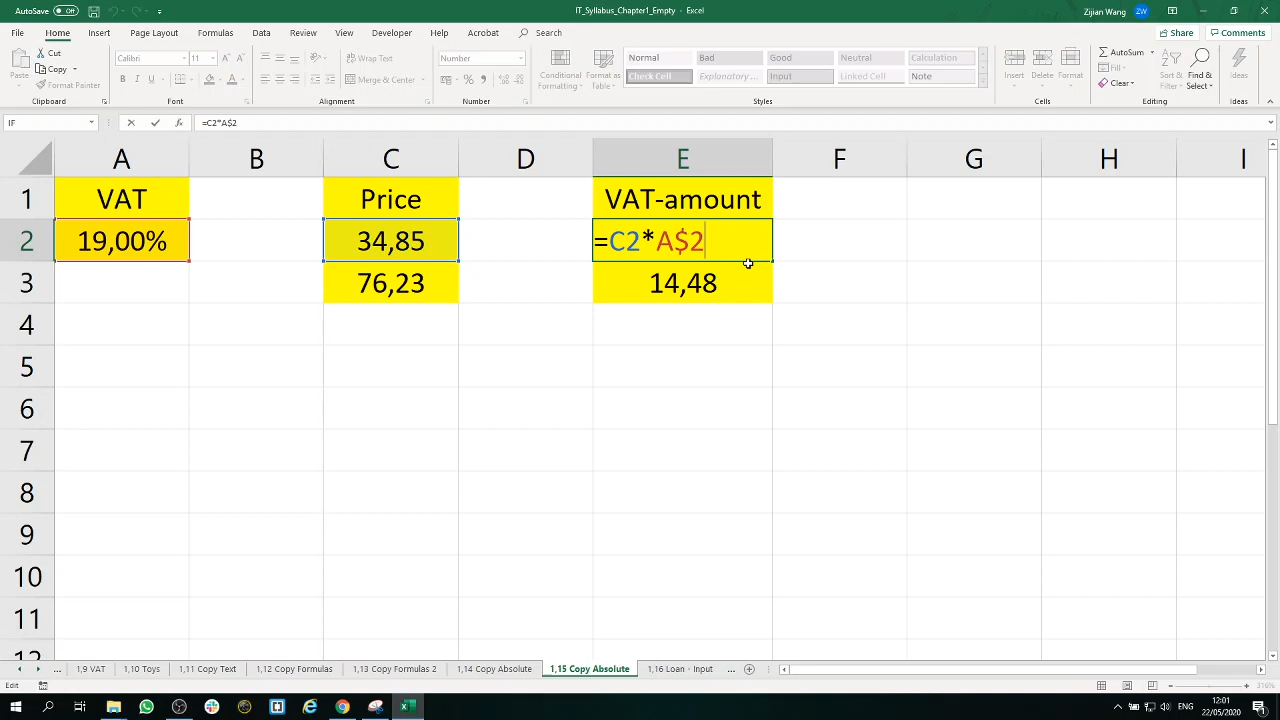 AutoSave Off IT_Syllabus_Chapter1_Empty - Excel Zijian Wang ZW
File Home Insert Page Layout Formulas Data Review View Developer Help Acrobat Search Share Comments
Paste Cut Copy Format Painter Clipboard
Calibri 11 B I U Font
Merge & Center Alignment
Number % Number
Conditional Formatting Format as Table
Normal Bad Good Neutral Calculation
Check Cell Explanatory ... Input Linked Cell Note
Styles
Insert Delete Format Cells
AutoSum Fill Clear Sort & Filter Find & Select Editing
Ideas Ideas
IF =C2*A$2
A B C D E F G H I
1 VAT Price VAT-amount
2 19,00% 34,85 =C2*A$2
3 76,23 14,48
4
5
6
7
8
9
10
11
12
... 1,9 VAT 1,10 Toys 1,11 Copy Text 1,12 Copy Formulas 1,13 Copy Formulas 2 1,14 Copy Absolute 1,15 Copy Absolute 1,16 Loan - Input ...
Edit 316%
ENG 12:01
22/05/2020